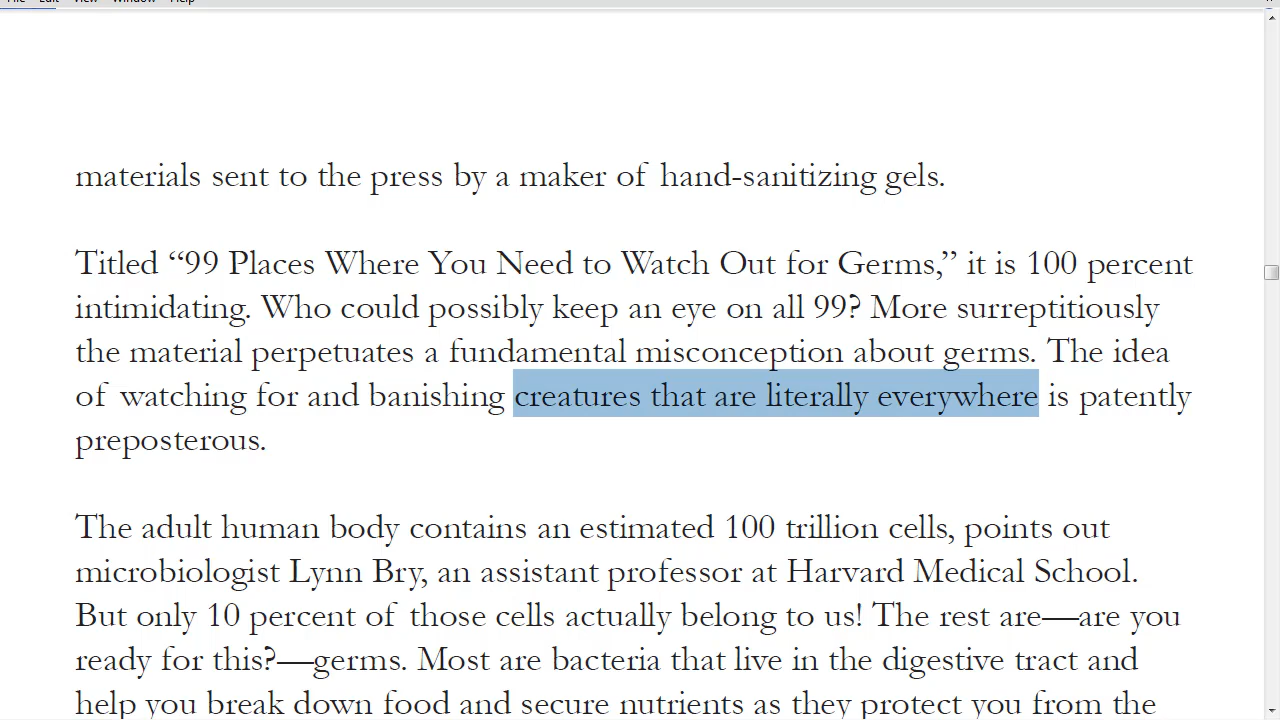 File Edit View Window Help
materials sent to the press by a maker of hand-sanitizing gels.
Titled “99 Places Where You Need to Watch Out for Germs,” it is 100 percent
intimidating. Who could possibly keep an eye on all 99? More surreptitiously
the material perpetuates a fundamental misconception about germs. The idea
of watching for and banishing creatures that are literally everywhere is patently
preposterous.
The adult human body contains an estimated 100 trillion cells, points out
microbiologist Lynn Bry, an assistant professor at Harvard Medical School.
But only 10 percent of those cells actually belong to us! The rest are—are you
ready for this?—germs. Most are bacteria that live in the digestive tract and
help you break down food and secure nutrients as they protect you from the